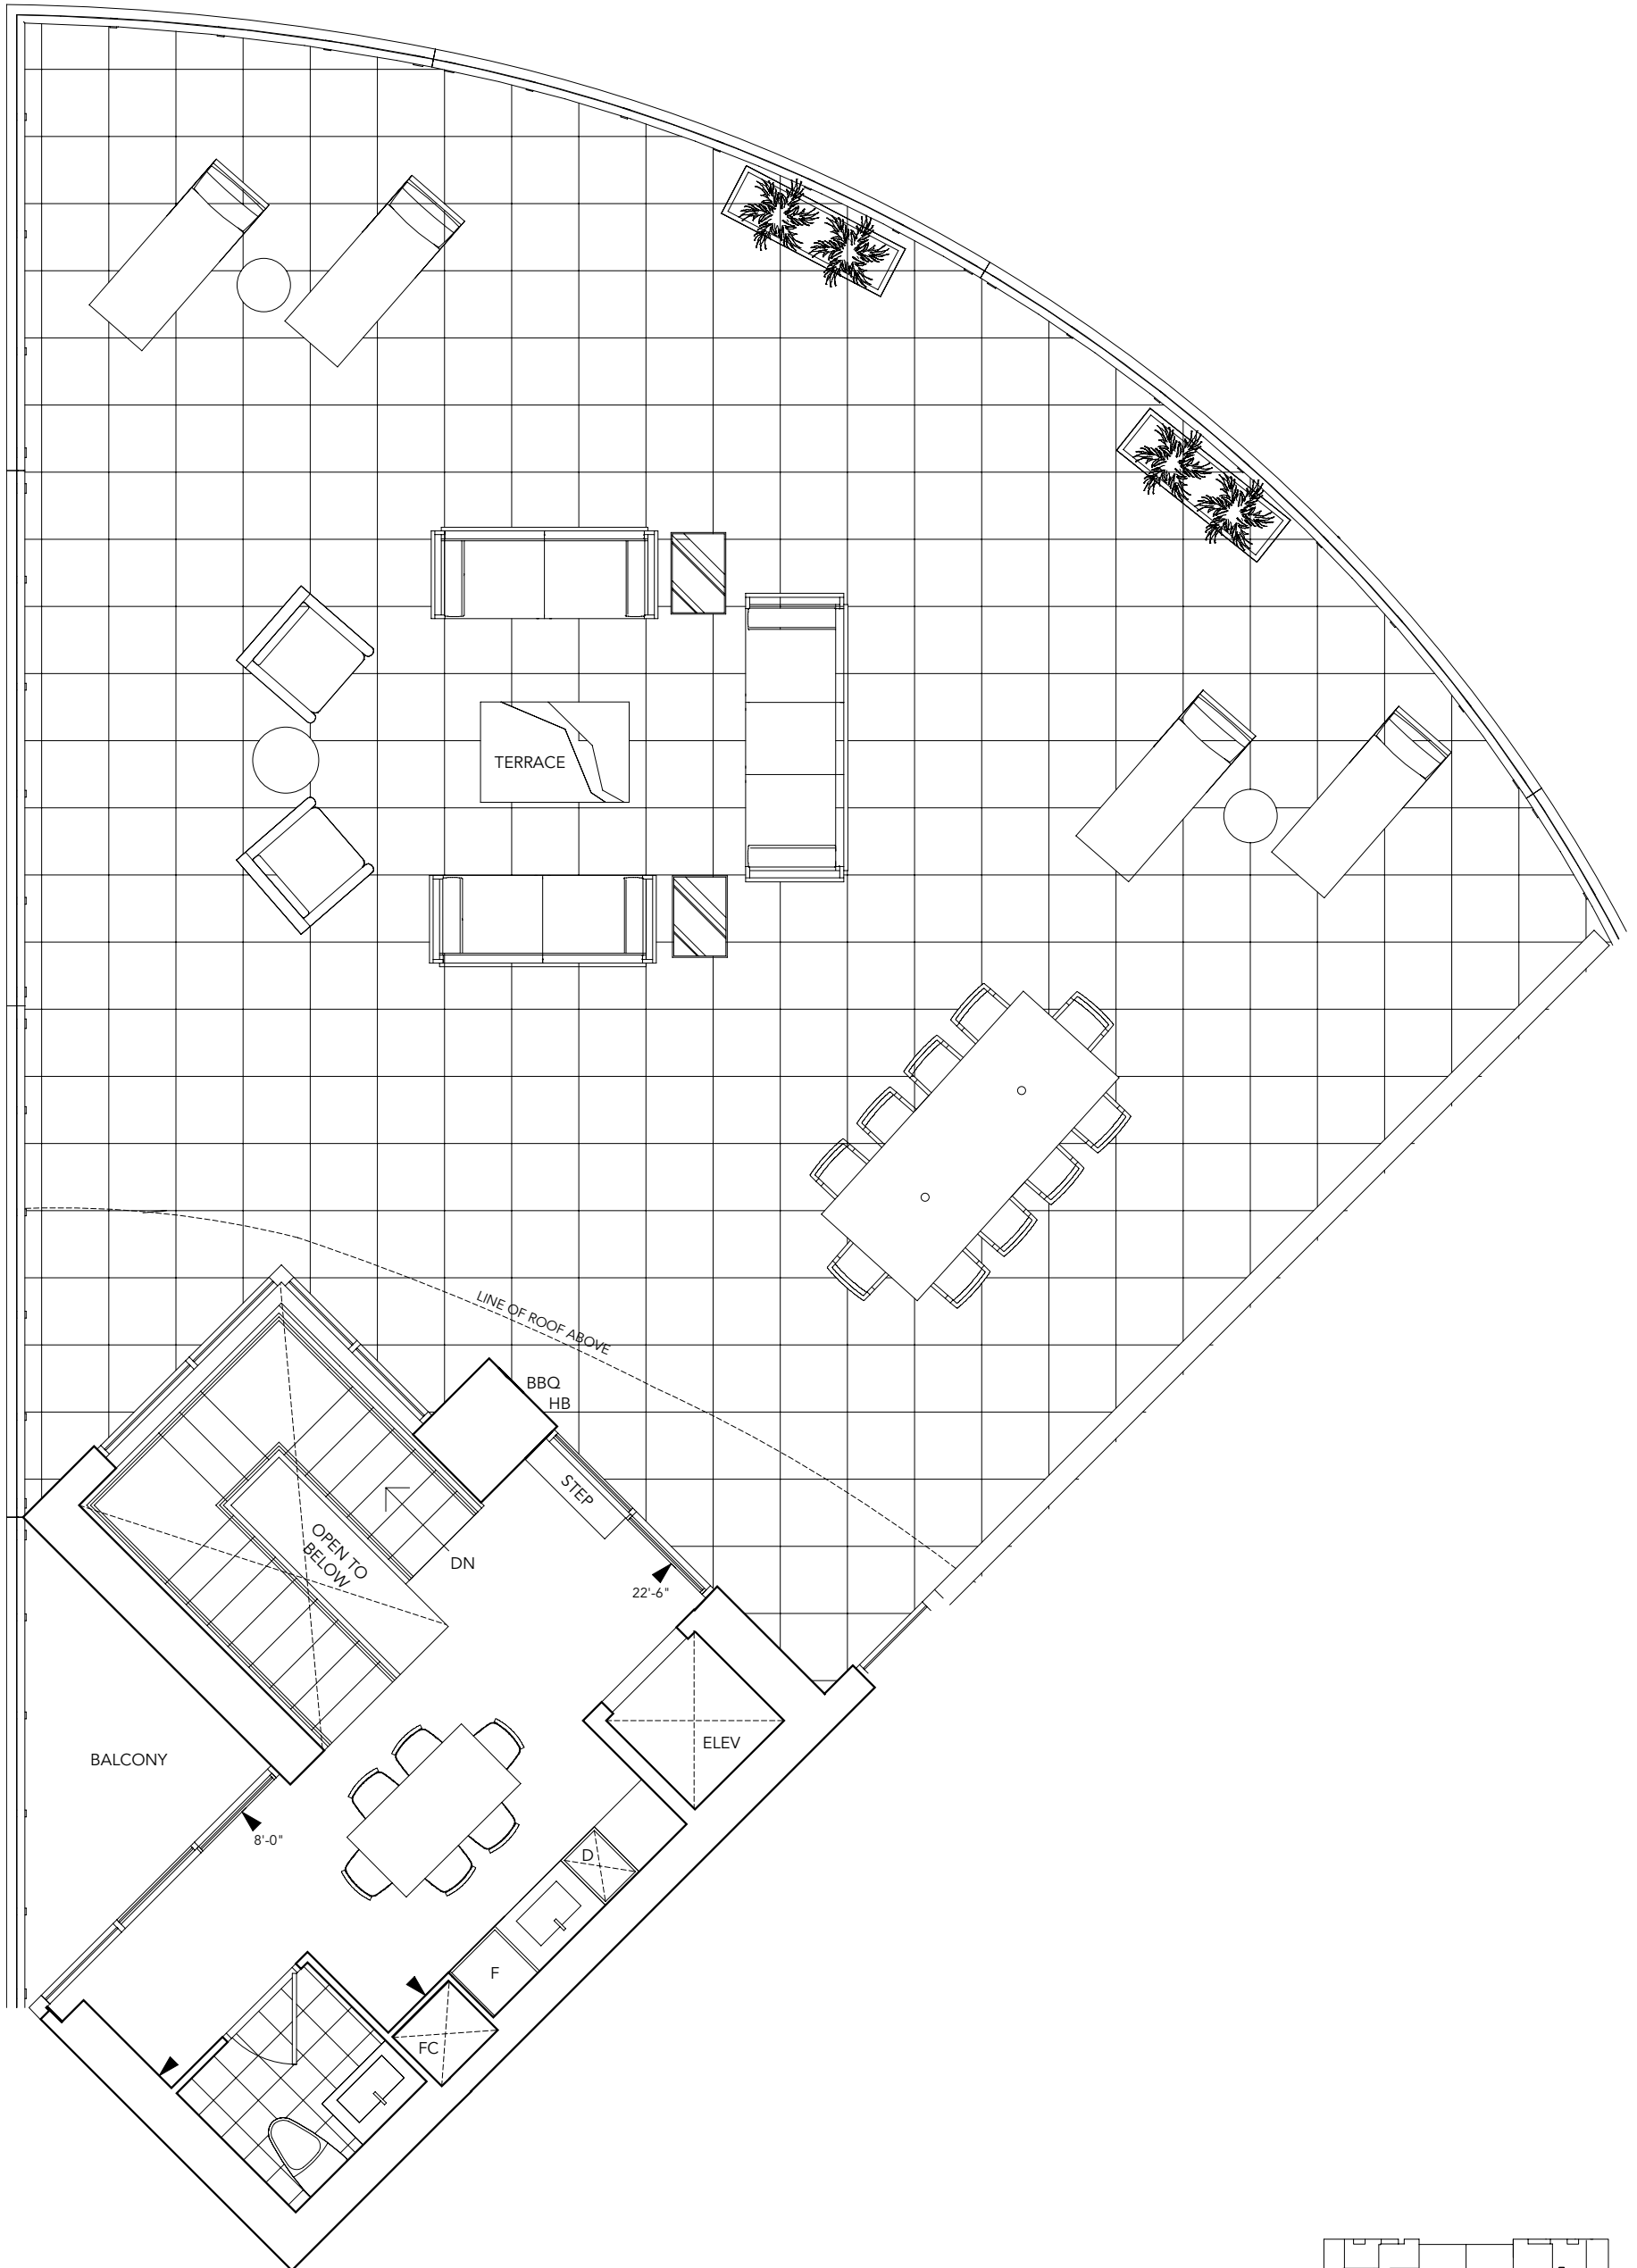 TERRACE
LINE OF ROOF ABOVE
BBQ
HB
STEP
OPEN TO
BELOW
DN
22'-6"
ELEV
BALCONY
8'-0"
D
F
FC